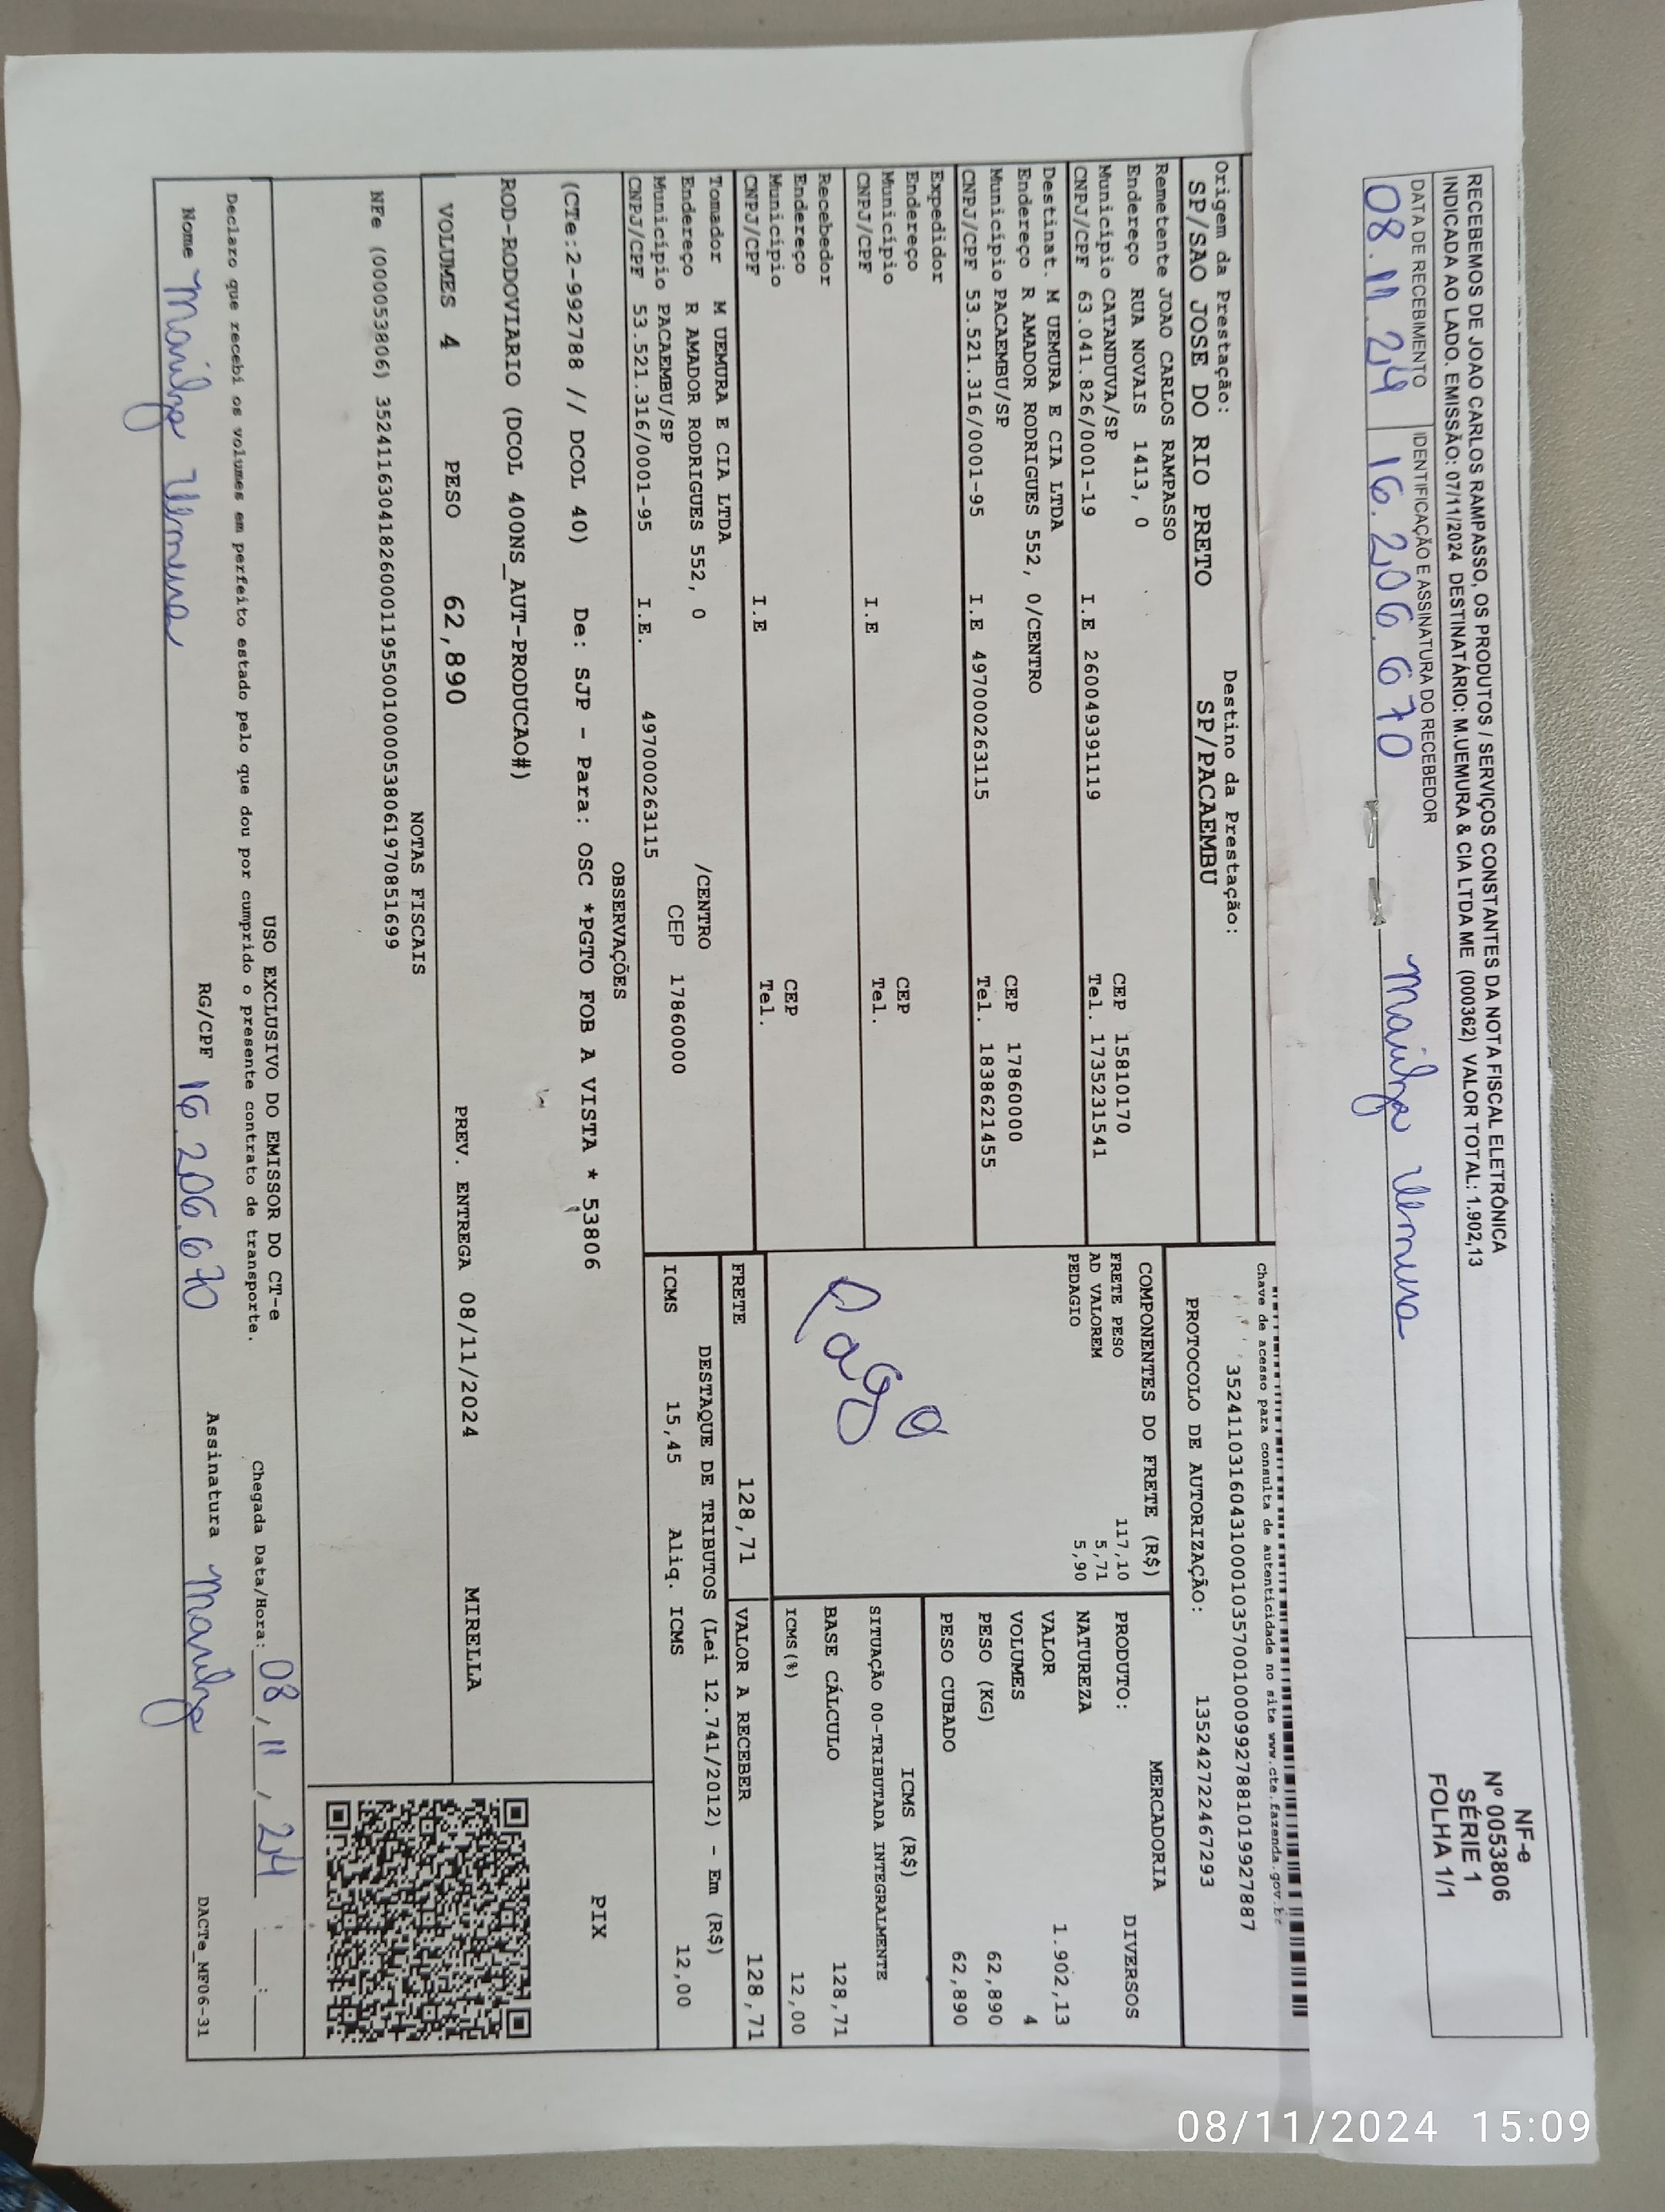 RECEBEMOS DE JOAO CARLOS RAMPASSO, OS PRODUTOS / SERVIÇOS CONSTANTES DA NOTA FISCAL ELETRÔNICA
INDICADA AO LADO. EMISSÃO: 07/11/2024 DESTINATÁRIO: M.UEMURA & CIA LTDA ME (000362) VALOR TOTAL: 1.902,13
DATA DE RECEBIMENTO
08.11.24
IDENTIFICAÇÃO E ASSINATURA DO RECEBEDOR
16.206.670 Marilza Uemura
NF-e
Nº 0053806
SÉRIE 1
FOLHA 1/1
Chave de acesso para consulta de autenticidade no site www.cte.fazenda.gov.br
35241103160431000103570010009927881019927887
PROTOCOLO DE AUTORIZAÇÃO: 135242722467293
Origem da Prestação:
SP/SAO JOSE DO RIO PRETO
Destino da Prestação:
SP/PACAEMBU
Remetente JOAO CARLOS RAMPASSO
Endereço RUA NOVAIS 1413, 0
CEP 15810170
Município CATANDUVA/SP
Tel. 1735231541
CNPJ/CPF 63.041.826/0001-19 I.E 260049391119
Destinat. M UEMURA E CIA LTDA
Endereço R AMADOR RODRIGUES 552, 0/CENTRO
CEP 17860000
Município PACAEMBU/SP
Tel. 1838621455
CNPJ/CPF 53.521.316/0001-95 I.E 497000263115
Expedidor
Endereço
CEP
Município
Tel.
CNPJ/CPF I.E
Recebedor
Endereço
CEP
Município
Tel.
CNPJ/CPF I.E
Tomador M UEMURA E CIA LTDA
Endereço R AMADOR RODRIGUES 552, 0 /CENTRO
Município PACAEMBU/SP CEP 17860000
CNPJ/CPF 53.521.316/0001-95 I.E. 497000263115
COMPONENTES DO FRETE (R$)
FRETE PESO 117,10
AD VALOREM 5,71
PEDAGIO 5,90
Pago
MERCADORIA
PRODUTO: DIVERSOS
NATUREZA
VALOR 1.902,13
VOLUMES 4
PESO (KG) 62,890
PESO CUBADO 62,890
ICMS (R$)
SITUAÇÃO 00-TRIBUTADA INTEGRALMENTE
BASE CÁLCULO 128,71
ICMS(%) 12,00
FRETE 128,71 VALOR A RECEBER 128,71
DESTAQUE DE TRIBUTOS (Lei 12.741/2012) - Em (R$)
ICMS 15,45 Aliq. ICMS 12,00
OBSERVAÇÕES
(CTe:2-992788 // DCOL 40) De: SJP - Para: OSC *PGTO FOB A VISTA * 53806
ROD-RODOVIARIO (DCOL 400NS_AUT-PRODUCAO#)
PIX
VOLUMES 4 PESO 62,890 PREV. ENTREGA 08/11/2024 MIRELLA
NOTAS FISCAIS
NFe (000053806) 35241163041826000119550010000538061970851699
USO EXCLUSIVO DO EMISSOR DO CT-e
Declaro que recebi os volumes em perfeito estado pelo que dou por cumprido o presente contrato de transporte.
Chegada Data/Hora: 08/11/24 :
Nome Marilza Uemura RG/CPF 16.206.670 Assinatura Marilza
DACTe_MF06-31
08/11/2024 15:09